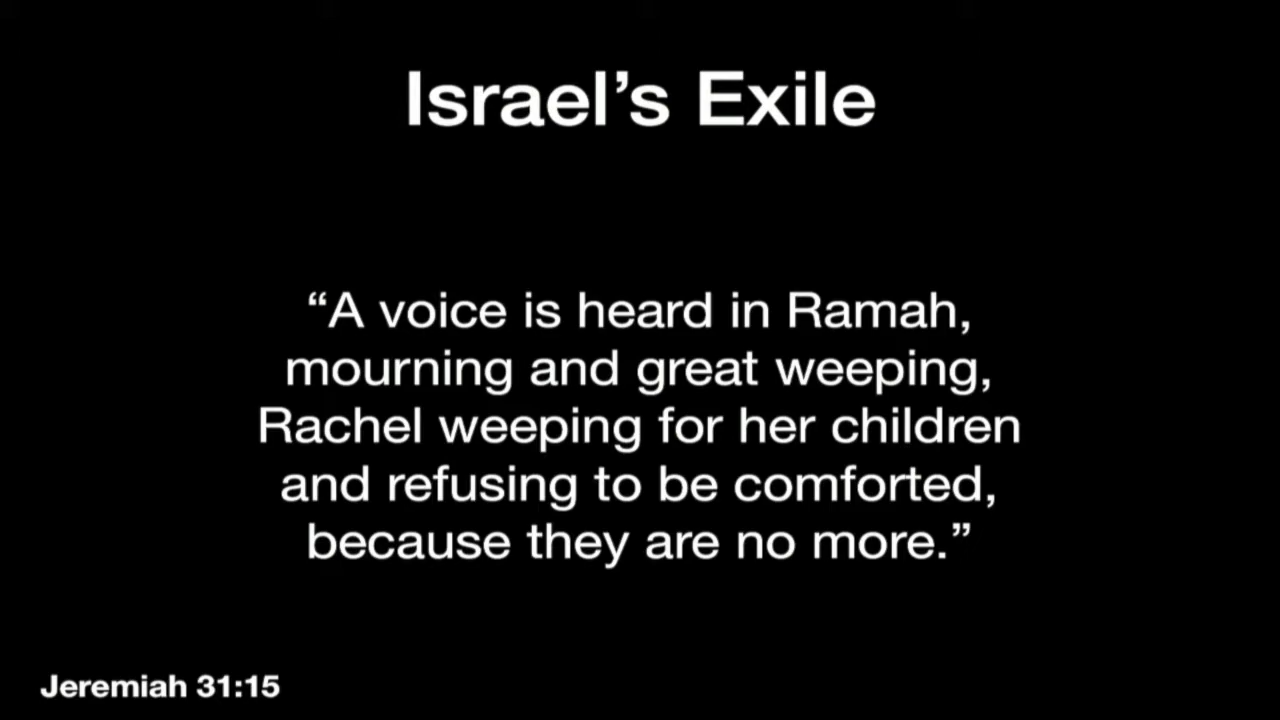 Israel’s Exile
“A voice is heard in Ramah,
mourning and great weeping,
Rachel weeping for her children
and refusing to be comforted,
because they are no more.”
Jeremiah 31:15